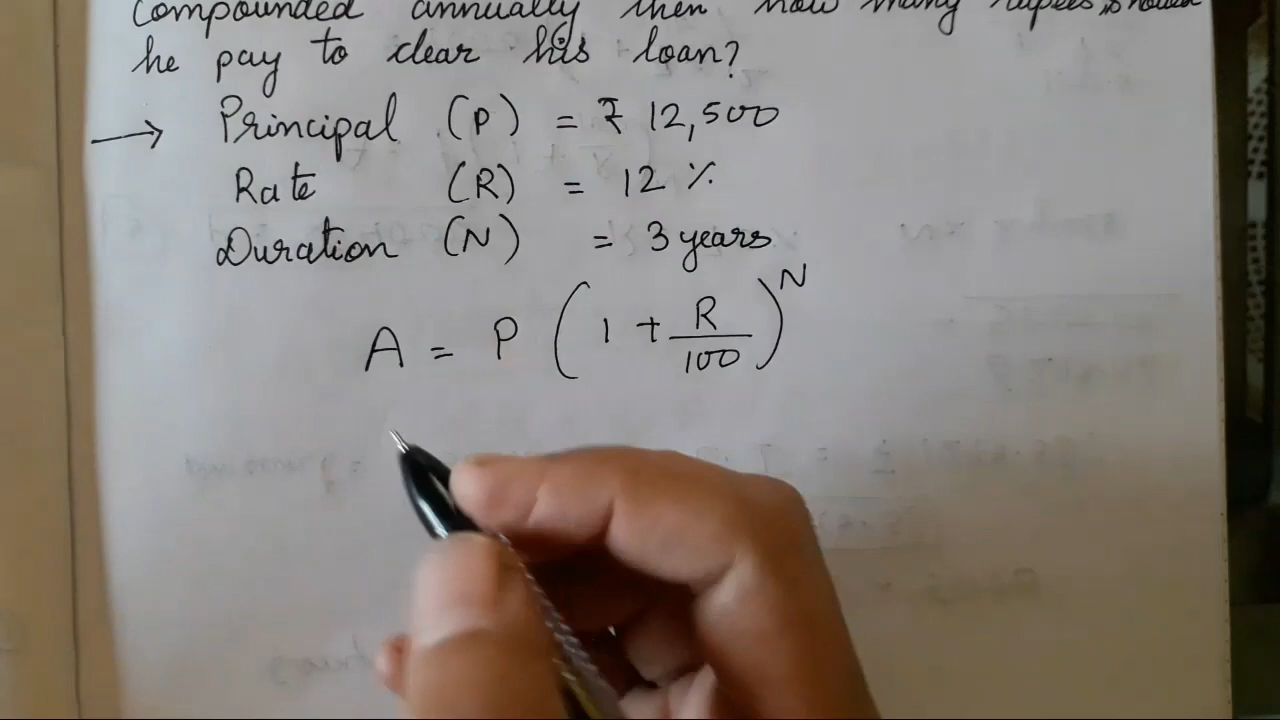 compounded annually then how many rupees should
he pay to clear his loan?
→ Principal (P) = ₹ 12,500
Rate (R) = 12 %
Duration (N) = 3 years
A = P ( 1 + R/100 )^N